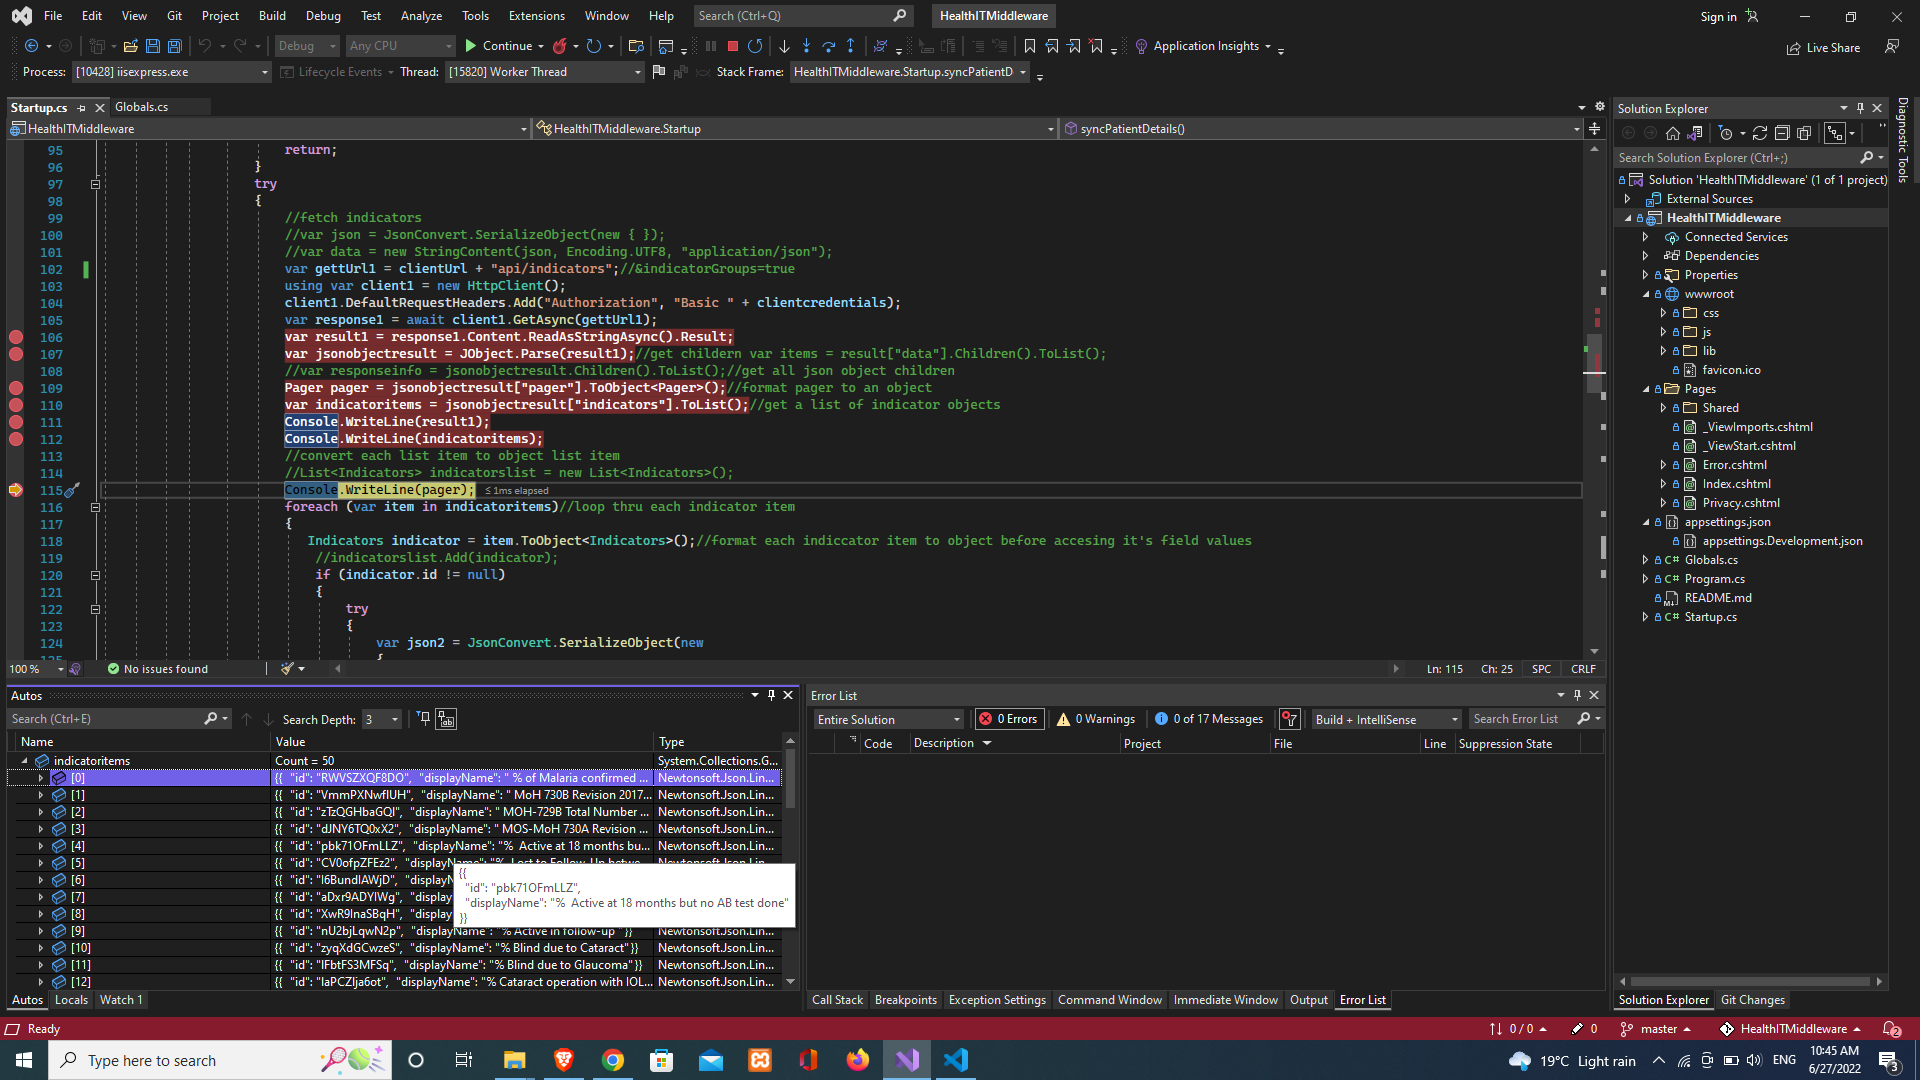 File Edit View Git Project Build Debug Test Analyze Tools Extensions Window Help Search (Ctrl+Q) HealthITMiddleware Sign in
Debug Any CPU Continue Application Insights Live Share
Process: [10428] iisexpress.exe Lifecycle Events Thread: [15820] Worker Thread Stack Frame: HealthITMiddleware.Startup.syncPatientD
Startup.cs Globals.cs
HealthITMiddleware HealthITMiddleware.Startup syncPatientDetails()
95 return;
96 }
97 try
98 {
99 //fetch indicators
100 //var json = JsonConvert.SerializeObject(new { });
101 //var data = new StringContent(json, Encoding.UTF8, "application/json");
102 var gettUrl1 = clientUrl + "api/indicators";//&indicatorGroups=true
103 using var client1 = new HttpClient();
104 client1.DefaultRequestHeaders.Add("Authorization", "Basic " + clientcredentials);
105 var response1 = await client1.GetAsync(gettUrl1);
106 var result1 = response1.Content.ReadAsStringAsync().Result;
107 var jsonobjectresult = JObject.Parse(result1);//get childern var items = result["data"].Children().ToList();
108 //var responseinfo = jsonobjectresult.Children().ToList();//get all json object children
109 Pager pager = jsonobjectresult["pager"].ToObject<Pager>();//format pager to an object
110 var indicatoritems = jsonobjectresult["indicators"].ToList();//get a list of indicator objects
111 Console.WriteLine(result1);
112 Console.WriteLine(indicatoritems);
113 //convert each list item to object list item
114 //List<Indicators> indicatorslist = new List<Indicators>();
115 Console.WriteLine(pager); ≤ 1ms elapsed
116 foreach (var item in indicatoritems)//loop thru each indicator item
117 {
118 Indicators indicator = item.ToObject<Indicators>();//format each indiccator item to object before accesing it's field values
119 //indicatorslist.Add(indicator);
120 if (indicator.id != null)
121 {
122 try
123 {
124 var json2 = JsonConvert.SerializeObject(new
125 {
100 % No issues found Ln: 115 Ch: 25 SPC CRLF
Autos
Search (Ctrl+E) Search Depth: 3
Name Value Type
indicatoritems Count = 50 System.Collections.G...
[0] {{ "id": "RWVSZXQF8DO", "displayName": " % of Malaria confirmed ... Newtonsoft.Json.Lin...
[1] {{ "id": "VmmPXNwfIUH", "displayName": " MoH 730B Revision 2017... Newtonsoft.Json.Lin...
[2] {{ "id": "zTzQGHbaGQI", "displayName": " MOH-729B Total Number ... Newtonsoft.Json.Lin...
[3] {{ "id": "dJNY6TQ0xX2", "displayName": " MOS-MoH 730A Revision ... Newtonsoft.Json.Lin...
[4] {{ "id": "pbk71OFmLLZ", "displayName": "%  Active at 18 months bu... Newtonsoft.Json.Lin...
[5] {{ "id": "CV0ofpZFEz2", "displayName": "%  Lost to Follow-Up betwe... Newtonsoft.Json.Lin...
[6] {{ "id": "I6BundIAWjD", "display
[7] {{ "id": "aDxr9ADYIWg", "display
[8] {{ "id": "XwR9InaSBqH", "display
[9] {{ "id": "nU2bjLqwN2p", "displayName": "% Active in follow-up "}} Newtonsoft.Json.Lin...
[10] {{ "id": "zyqXdGCwzeS", "displayName": "% Blind due to Cataract"}} Newtonsoft.Json.Lin...
[11] {{ "id": "IFbtFS3MFSq", "displayName": "% Blind due to Glaucoma"}} Newtonsoft.Json.Lin...
[12] {{ "id": "IaPCZIja6ot", "displayName": "% Cataract operation with IOL... Newtonsoft.Json.Lin...
{{
"id": "pbk71OFmLLZ",
"displayName": "%  Active at 18 months but no AB test done"
}}
Autos Locals Watch 1
Error List
Entire Solution 0 Errors 0 Warnings 0 of 17 Messages Build + IntelliSense Search Error List
Code Description Project File Line Suppression State
Call Stack Breakpoints Exception Settings Command Window Immediate Window Output Error List
Solution Explorer
Search Solution Explorer (Ctrl+;)
Solution 'HealthITMiddleware' (1 of 1 project)
External Sources
HealthITMiddleware
Connected Services
Dependencies
Properties
wwwroot
css
js
lib
favicon.ico
Pages
Shared
_ViewImports.cshtml
_ViewStart.cshtml
Error.cshtml
Index.cshtml
Privacy.cshtml
appsettings.json
appsettings.Development.json
Globals.cs
Program.cs
README.md
Startup.cs
Solution Explorer Git Changes
Diagnostic Tools
Ready 0 / 0 0 master HealthITMiddleware
Type here to search 19°C Light rain ENG 10:45 AM
6/27/2022 3